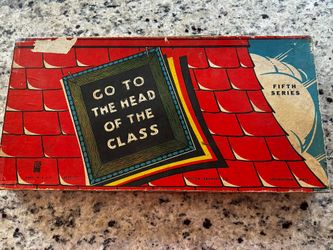 GO TO
THE HEAD
OF THE
CLASS
FIFTH
SERIES